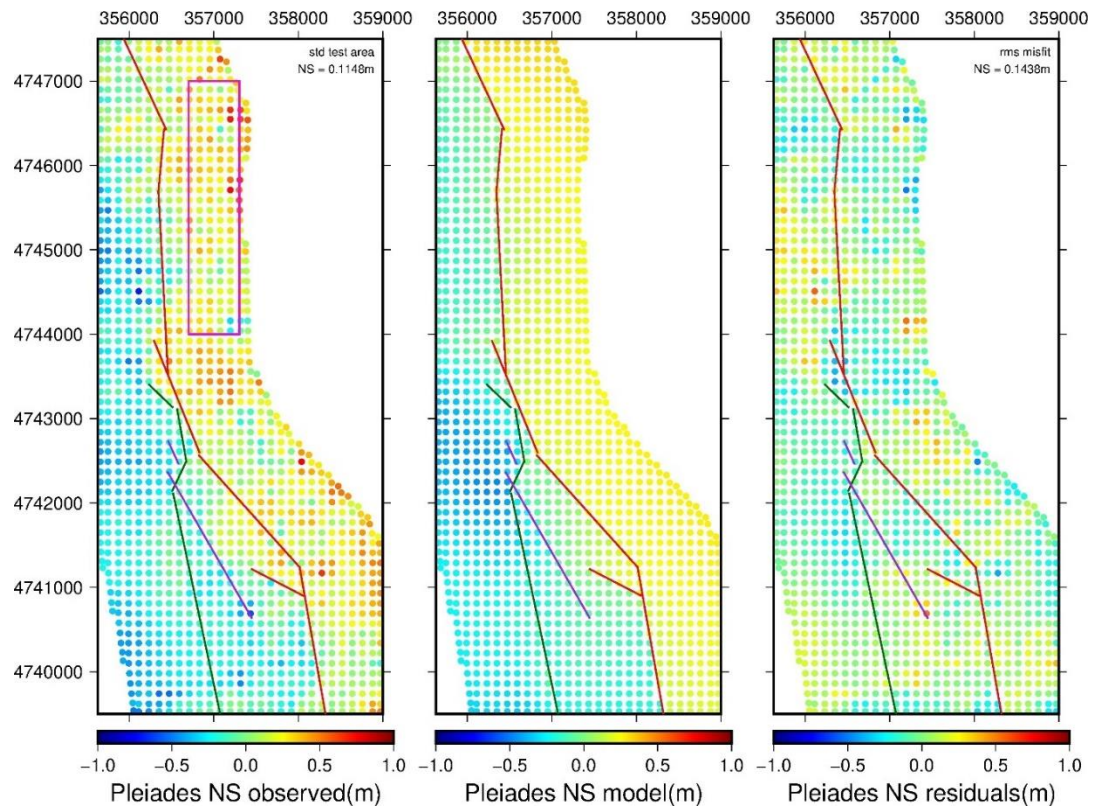 356000 357000 358000 359000 356000 357000 358000 359000 356000 357000 358000 359000
std test area
NS = 0.1148m
rms misfit
NS = 0.1438m
4747000
4746000
4745000
4744000
4743000
4742000
4741000
4740000
−1.0 −0.5 0.0 0.5 1.0 −1.0 −0.5 0.0 0.5 1.0 −1.0 −0.5 0.0 0.5 1.0
Pleiades NS observed(m) Pleiades NS model(m) Pleiades NS residuals(m)